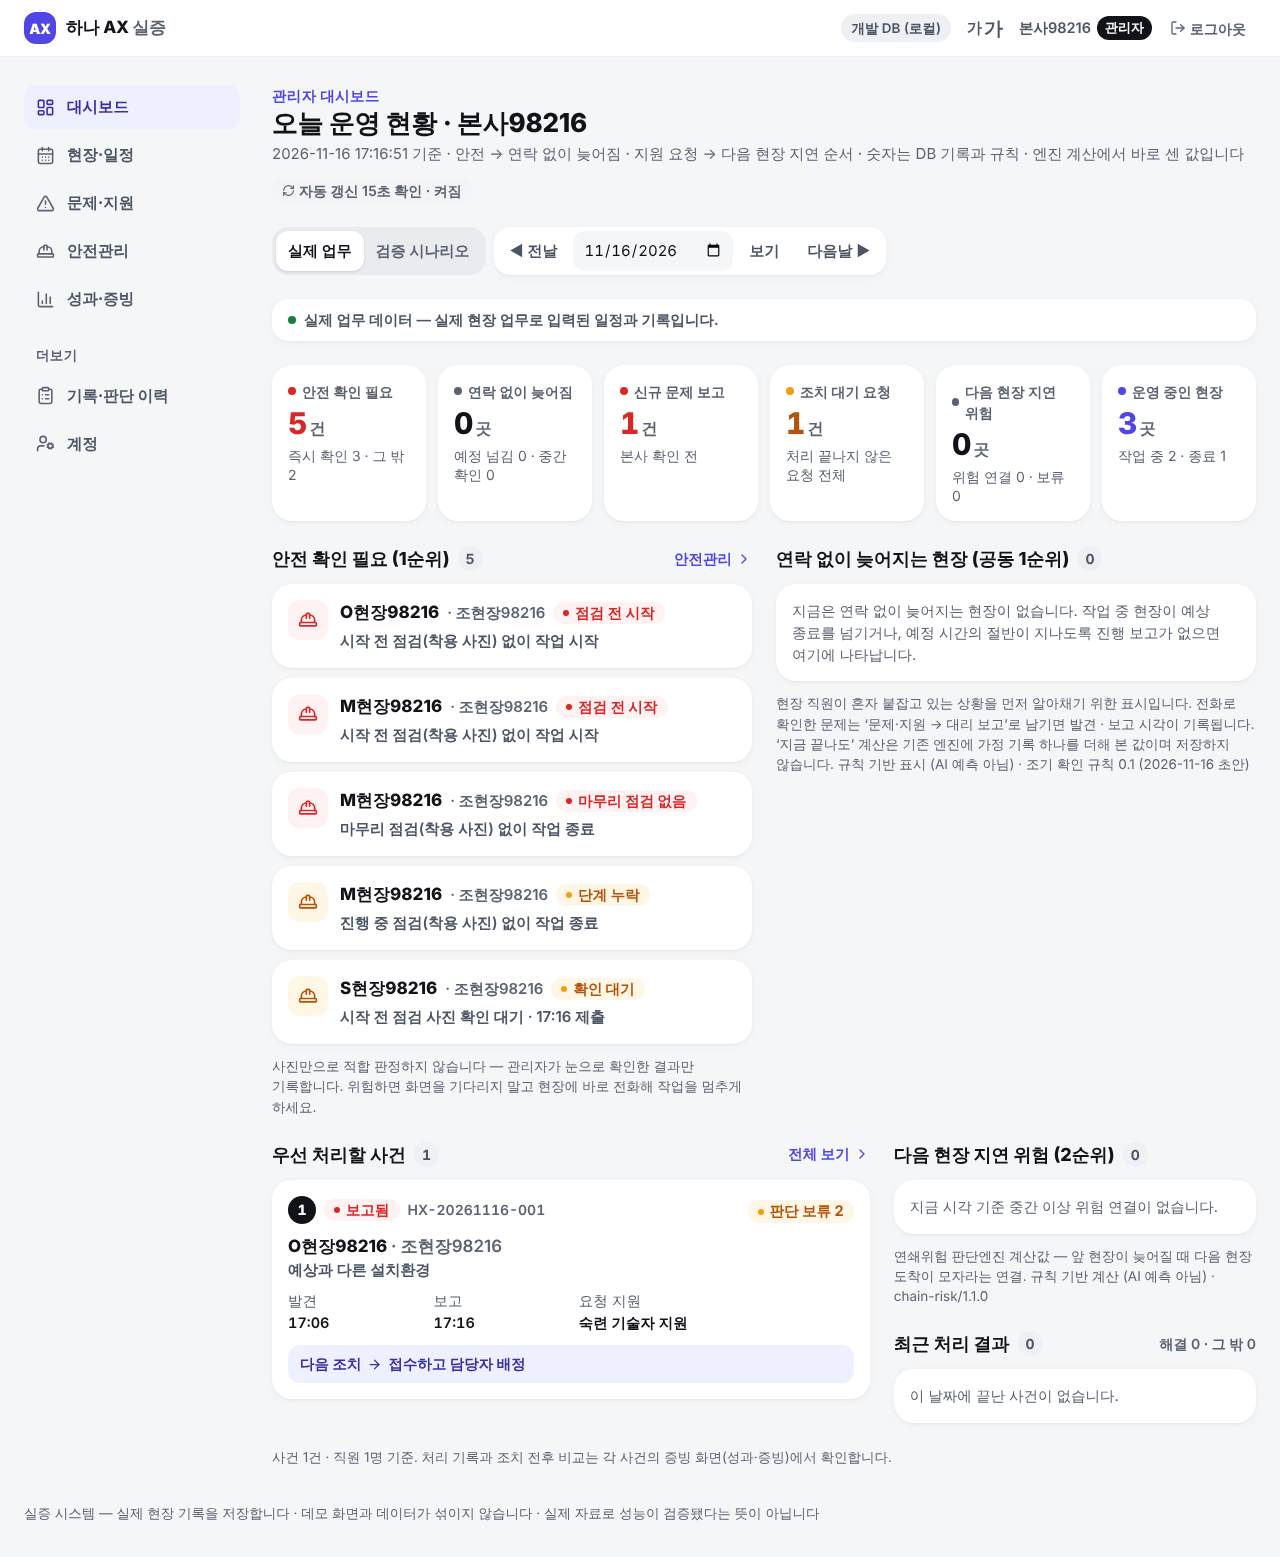 AX 하나 AX 실증
개발 DB (로컬) 가가 본사98216 관리자 로그아웃
대시보드
현장·일정
문제·지원
안전관리
성과·증빙
더보기
기록·판단 이력
계정
관리자 대시보드
오늘 운영 현황 · 본사98216
2026-11-16 17:16:51 기준 · 안전 → 연락 없이 늦어짐 · 지원 요청 → 다음 현장 지연 순서 · 숫자는 DB 기록과 규칙 · 엔진 계산에서 바로 센 값입니다
자동 갱신 15초 확인 · 켜짐
실제 업무 검증 시나리오 ◀ 전날 11/16/2026 보기 다음날 ▶
실제 업무 데이터 — 실제 현장 업무로 입력된 일정과 기록입니다.
안전 확인 필요
5건
즉시 확인 3 · 그 밖
2
연락 없이 늦어짐
0곳
예정 넘김 0 · 중간
확인 0
신규 문제 보고
1건
본사 확인 전
조치 대기 요청
1건
처리 끝나지 않은
요청 전체
다음 현장 지연
위험
0곳
위험 연결 0 · 보류
0
운영 중인 현장
3곳
작업 중 2 · 종료 1
안전 확인 필요 (1순위) 5 안전관리
O현장98216 · 조현장98216 점검 전 시작
시작 전 점검(착용 사진) 없이 작업 시작
M현장98216 · 조현장98216 점검 전 시작
시작 전 점검(착용 사진) 없이 작업 시작
M현장98216 · 조현장98216 마무리 점검 없음
마무리 점검(착용 사진) 없이 작업 종료
M현장98216 · 조현장98216 단계 누락
진행 중 점검(착용 사진) 없이 작업 종료
S현장98216 · 조현장98216 확인 대기
시작 전 점검 사진 확인 대기 · 17:16 제출
사진만으로 적합 판정하지 않습니다 — 관리자가 눈으로 확인한 결과만
기록합니다. 위험하면 화면을 기다리지 말고 현장에 바로 전화해 작업을 멈추게
하세요.
연락 없이 늦어지는 현장 (공동 1순위) 0
지금은 연락 없이 늦어지는 현장이 없습니다. 작업 중 현장이 예상
종료를 넘기거나, 예정 시간의 절반이 지나도록 진행 보고가 없으면
여기에 나타납니다.
현장 직원이 혼자 붙잡고 있는 상황을 먼저 알아채기 위한 표시입니다. 전화로
확인한 문제는 ‘문제·지원 → 대리 보고’로 남기면 발견 · 보고 시각이 기록됩니다.
‘지금 끝나도’ 계산은 기존 엔진에 가정 기록 하나를 더해 본 값이며 저장하지
않습니다. 규칙 기반 표시 (AI 예측 아님) · 조기 확인 규칙 0.1 (2026-11-16 초안)
우선 처리할 사건 1 전체 보기
1 보고됨 HX-20261116-001 판단 보류 2
O현장98216 · 조현장98216
예상과 다른 설치환경
발견 보고 요청 지원
17:06 17:16 숙련 기술자 지원
다음 조치 → 접수하고 담당자 배정
다음 현장 지연 위험 (2순위) 0
지금 시각 기준 중간 이상 위험 연결이 없습니다.
연쇄위험 판단엔진 계산값 — 앞 현장이 늦어질 때 다음 현장
도착이 모자라는 연결. 규칙 기반 계산 (AI 예측 아님) ·
chain-risk/1.1.0
최근 처리 결과 0 해결 0 · 그 밖 0
이 날짜에 끝난 사건이 없습니다.
사건 1건 · 직원 1명 기준. 처리 기록과 조치 전후 비교는 각 사건의 증빙 화면(성과·증빙)에서 확인합니다.
실증 시스템 — 실제 현장 기록을 저장합니다 · 데모 화면과 데이터가 섞이지 않습니다 · 실제 자료로 성능이 검증됐다는 뜻이 아닙니다